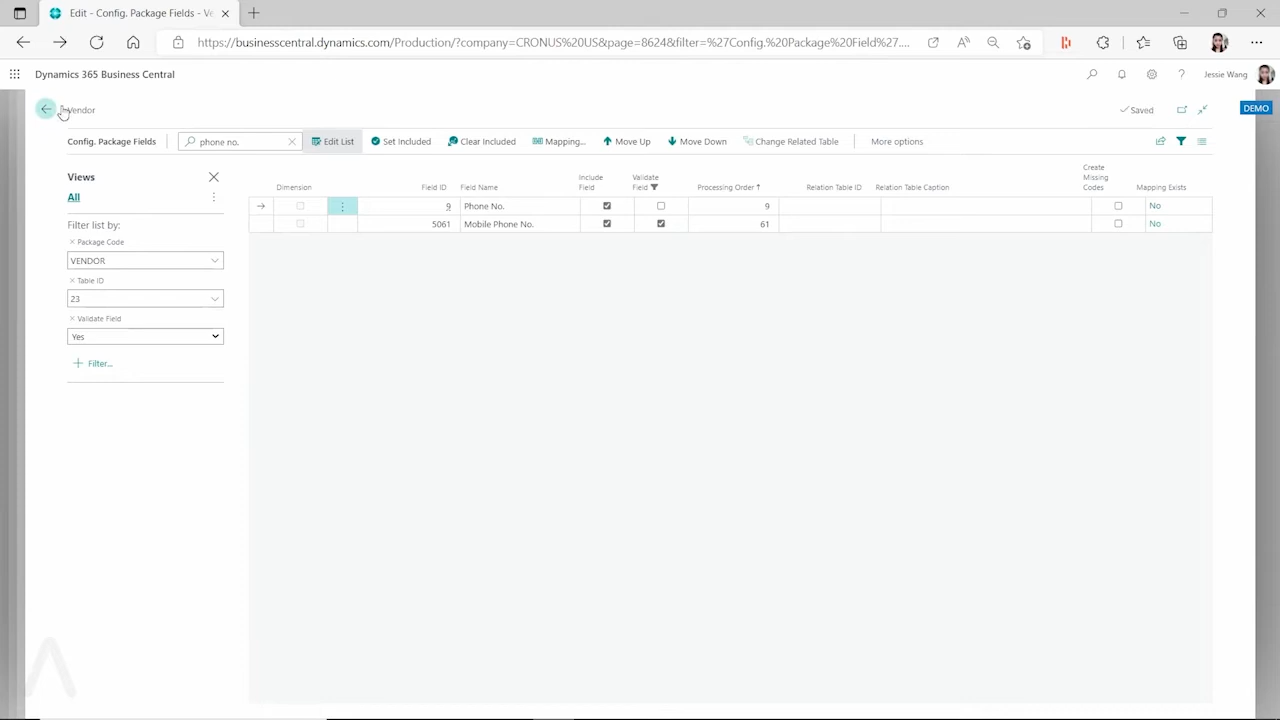 Edit - Config. Package Fields - Ve
https://businesscentral.dynamics.com/Production/?company=CRONUS%20US&page=8624&filter=%27Config.%20Package%20Field%27....
Dynamics 365 Business Central
Jessie Wang
Vendor
Saved
DEMO
Config. Package Fields
phone no.
Edit List
Set Included
Clear Included
Mapping...
Move Up
Move Down
Change Related Table
More options
Views
All
Filter list by:
Package Code
VENDOR
Table ID
23
Validate Field
Yes
Filter...
Dimension Field ID Field Name Include Field Validate Field Processing Order ↑ Relation Table ID Relation Table Caption Create Missing Codes Mapping Exists
9 Phone No. 9 No
5061 Mobile Phone No. 61 No